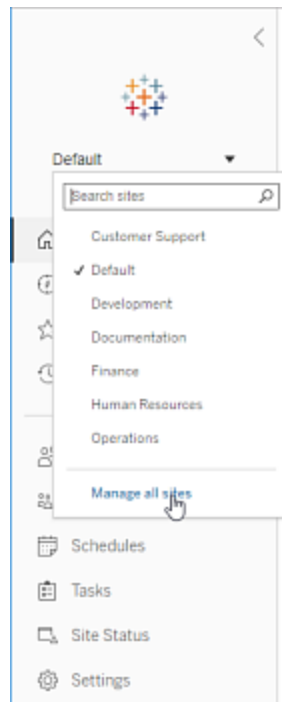 Default
Search sites
Customer Support
Default
Development
Documentation
Finance
Human Resources
Operations
Manage all sites
Schedules
Tasks
Site Status
Settings